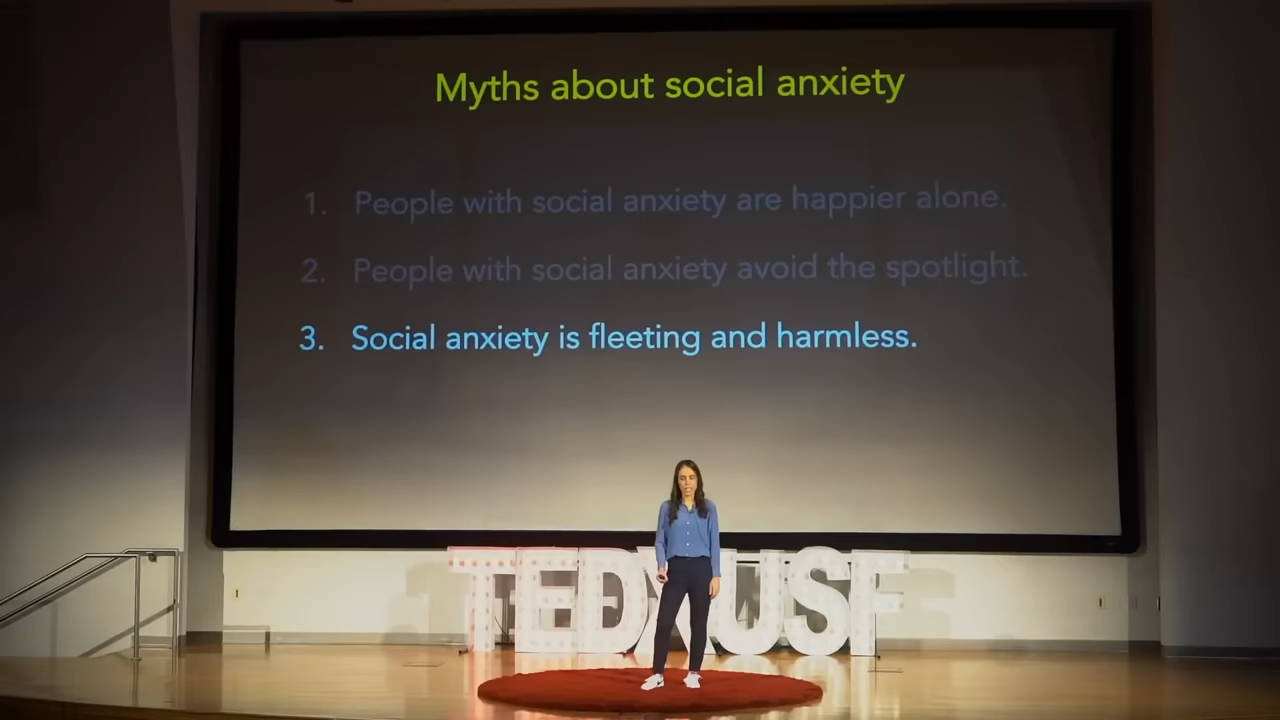 Myths about social anxiety
1. People with social anxiety are happier alone.
2. People with social anxiety avoid the spotlight.
3. Social anxiety is fleeting and harmless.
TEDXUSF